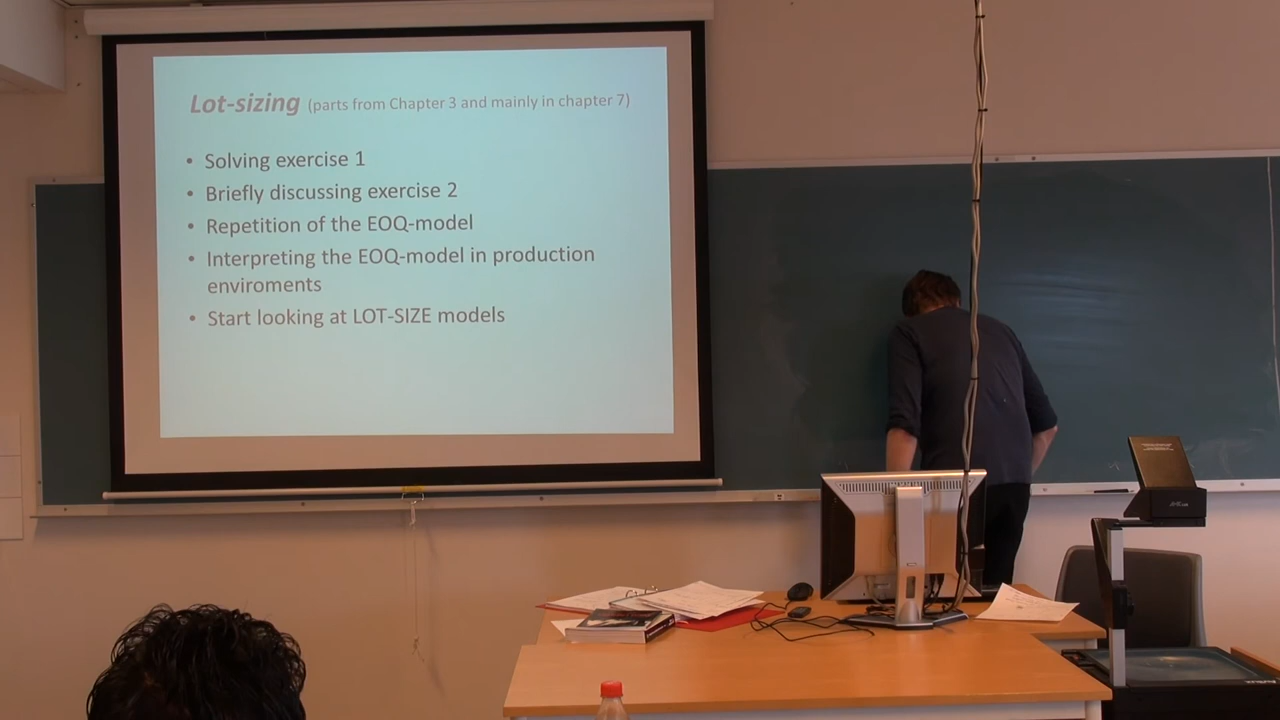 Lot-sizing (parts from Chapter 3 and mainly in chapter 7)
• Solving exercise 1
• Briefly discussing exercise 2
• Repetition of the EOQ-model
• Interpreting the EOQ-model in production
enviroments
• Start looking at LOT-SIZE models